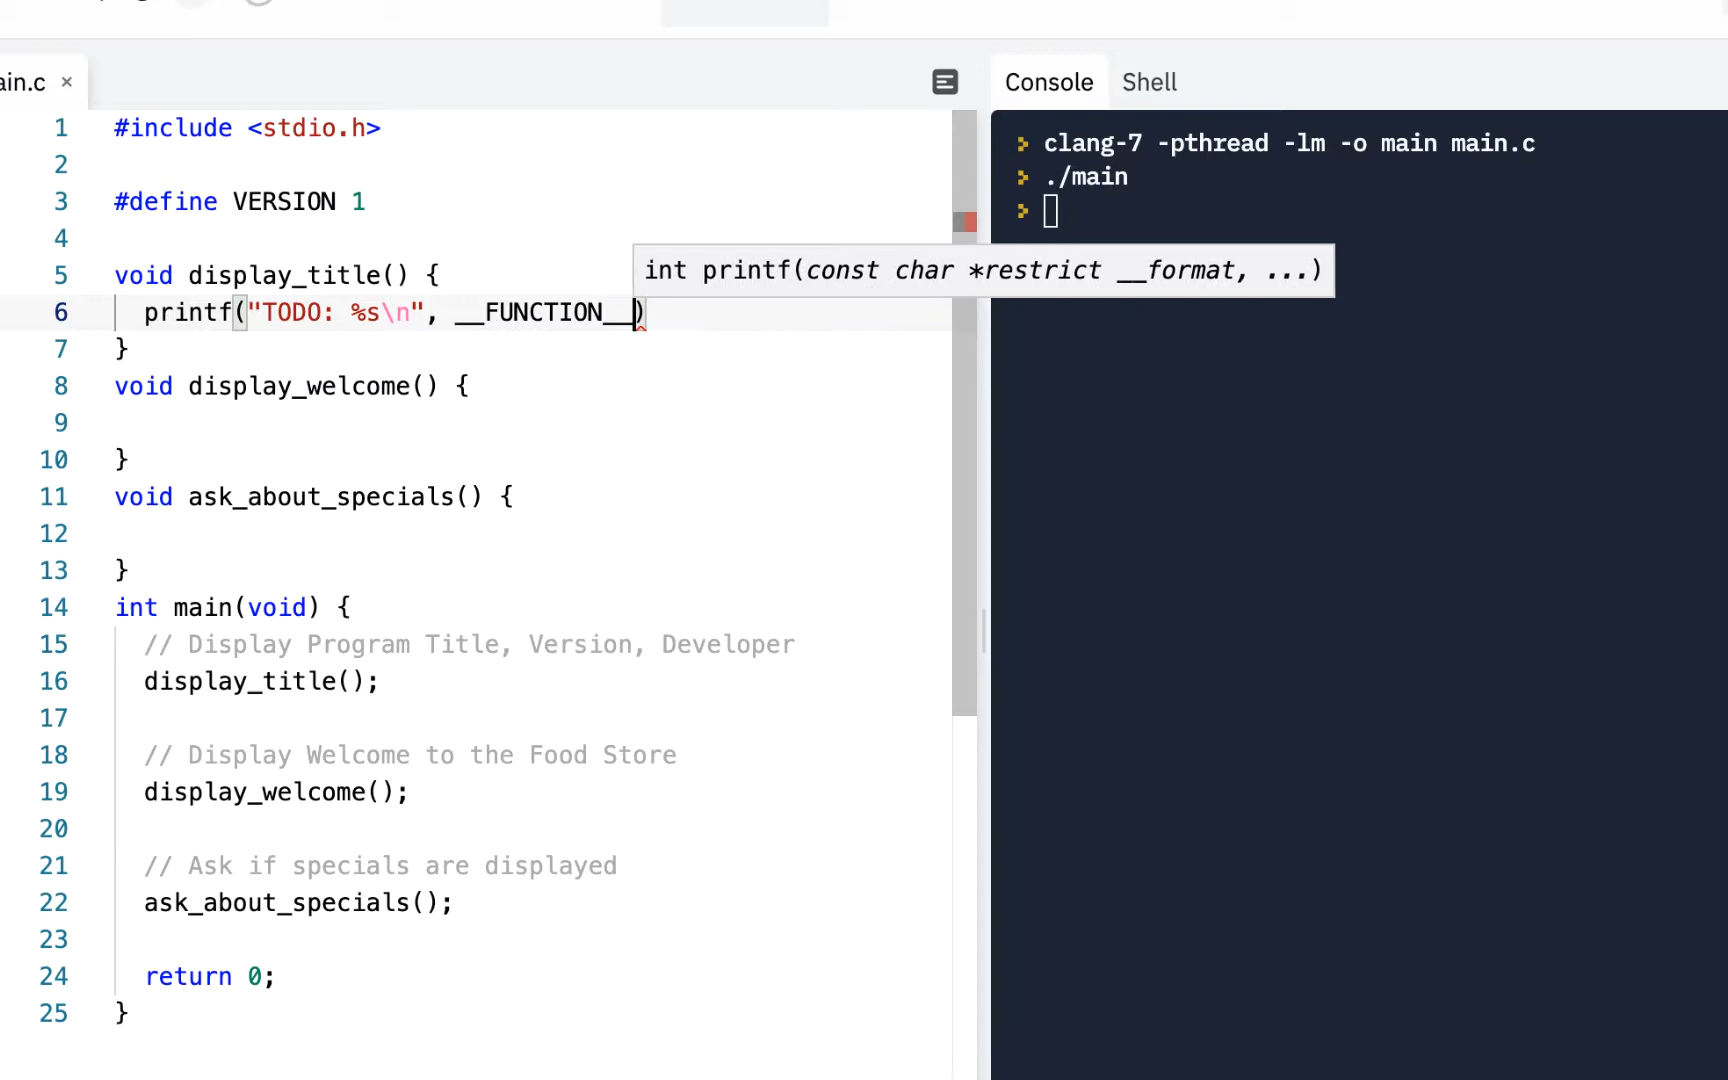 ain.c ×
1 #include <stdio.h>
2
3 #define VERSION 1
4
5 void display_title() {
6 printf("TODO: %s\n", __FUNCTION__)
7 }
8 void display_welcome() {
9
10 }
11 void ask_about_specials() {
12
13 }
14 int main(void) {
15 // Display Program Title, Version, Developer
16 display_title();
17
18 // Display Welcome to the Food Store
19 display_welcome();
20
21 // Ask if specials are displayed
22 ask_about_specials();
23
24 return 0;
25 }
int printf(const char *restrict __format, ...)
Console Shell
clang-7 -pthread -lm -o main main.c
./main